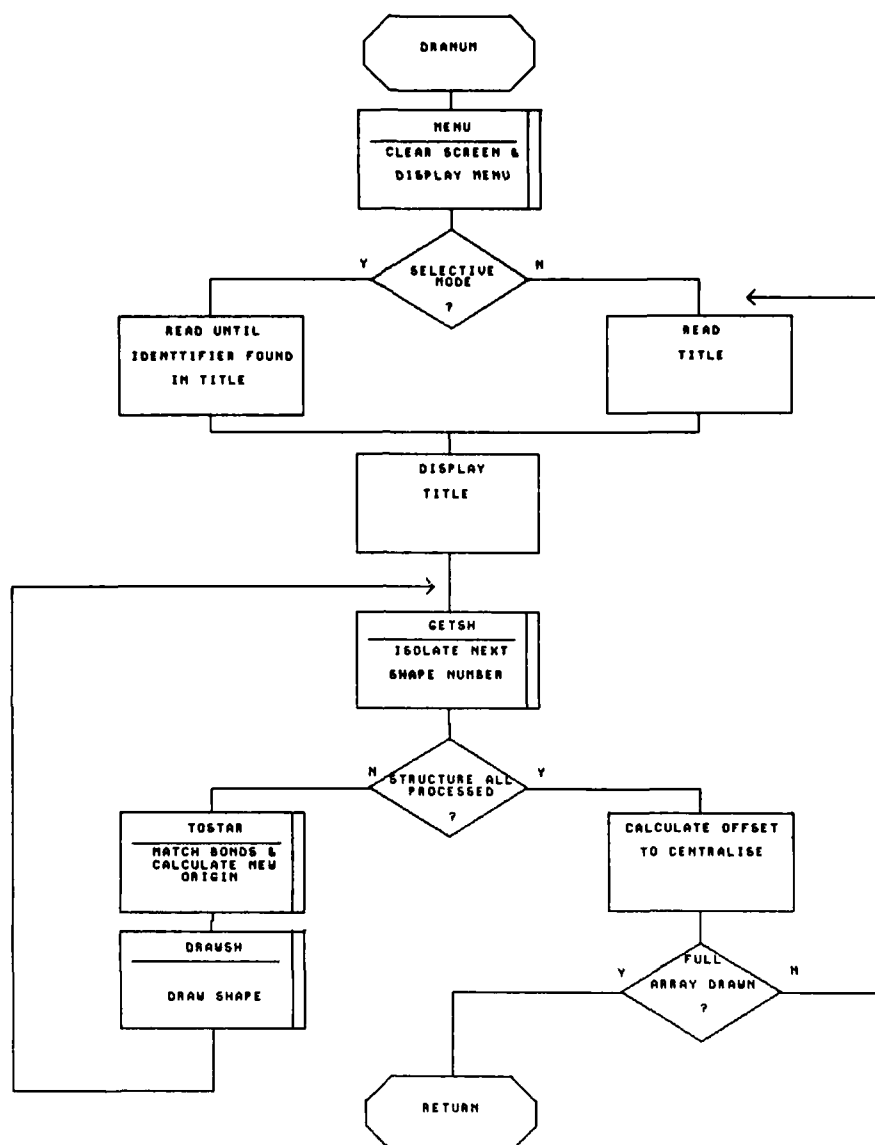 DRANUM
MENU
CLEAR SCREEN &
DISPLAY MENU
Y
SELECTIVE
MODE
?
N
READ UNTIL
IDENTTIFIER FOUND
IN TITLE
READ
TITLE
DISPLAY
TITLE
GETSH
ISOLATE NEXT
SHAPE NUMBER
N
STRUCTURE ALL
PROCESSED
?
Y
TOSTAR
MATCH BONDS &
CALCULATE NEW
ORIGIN
CALCULATE OFFSET
TO CENTRALISE
DRAWSH
DRAW SHAPE
Y
FULL
ARRAY DRAWN
?
N
RETURN